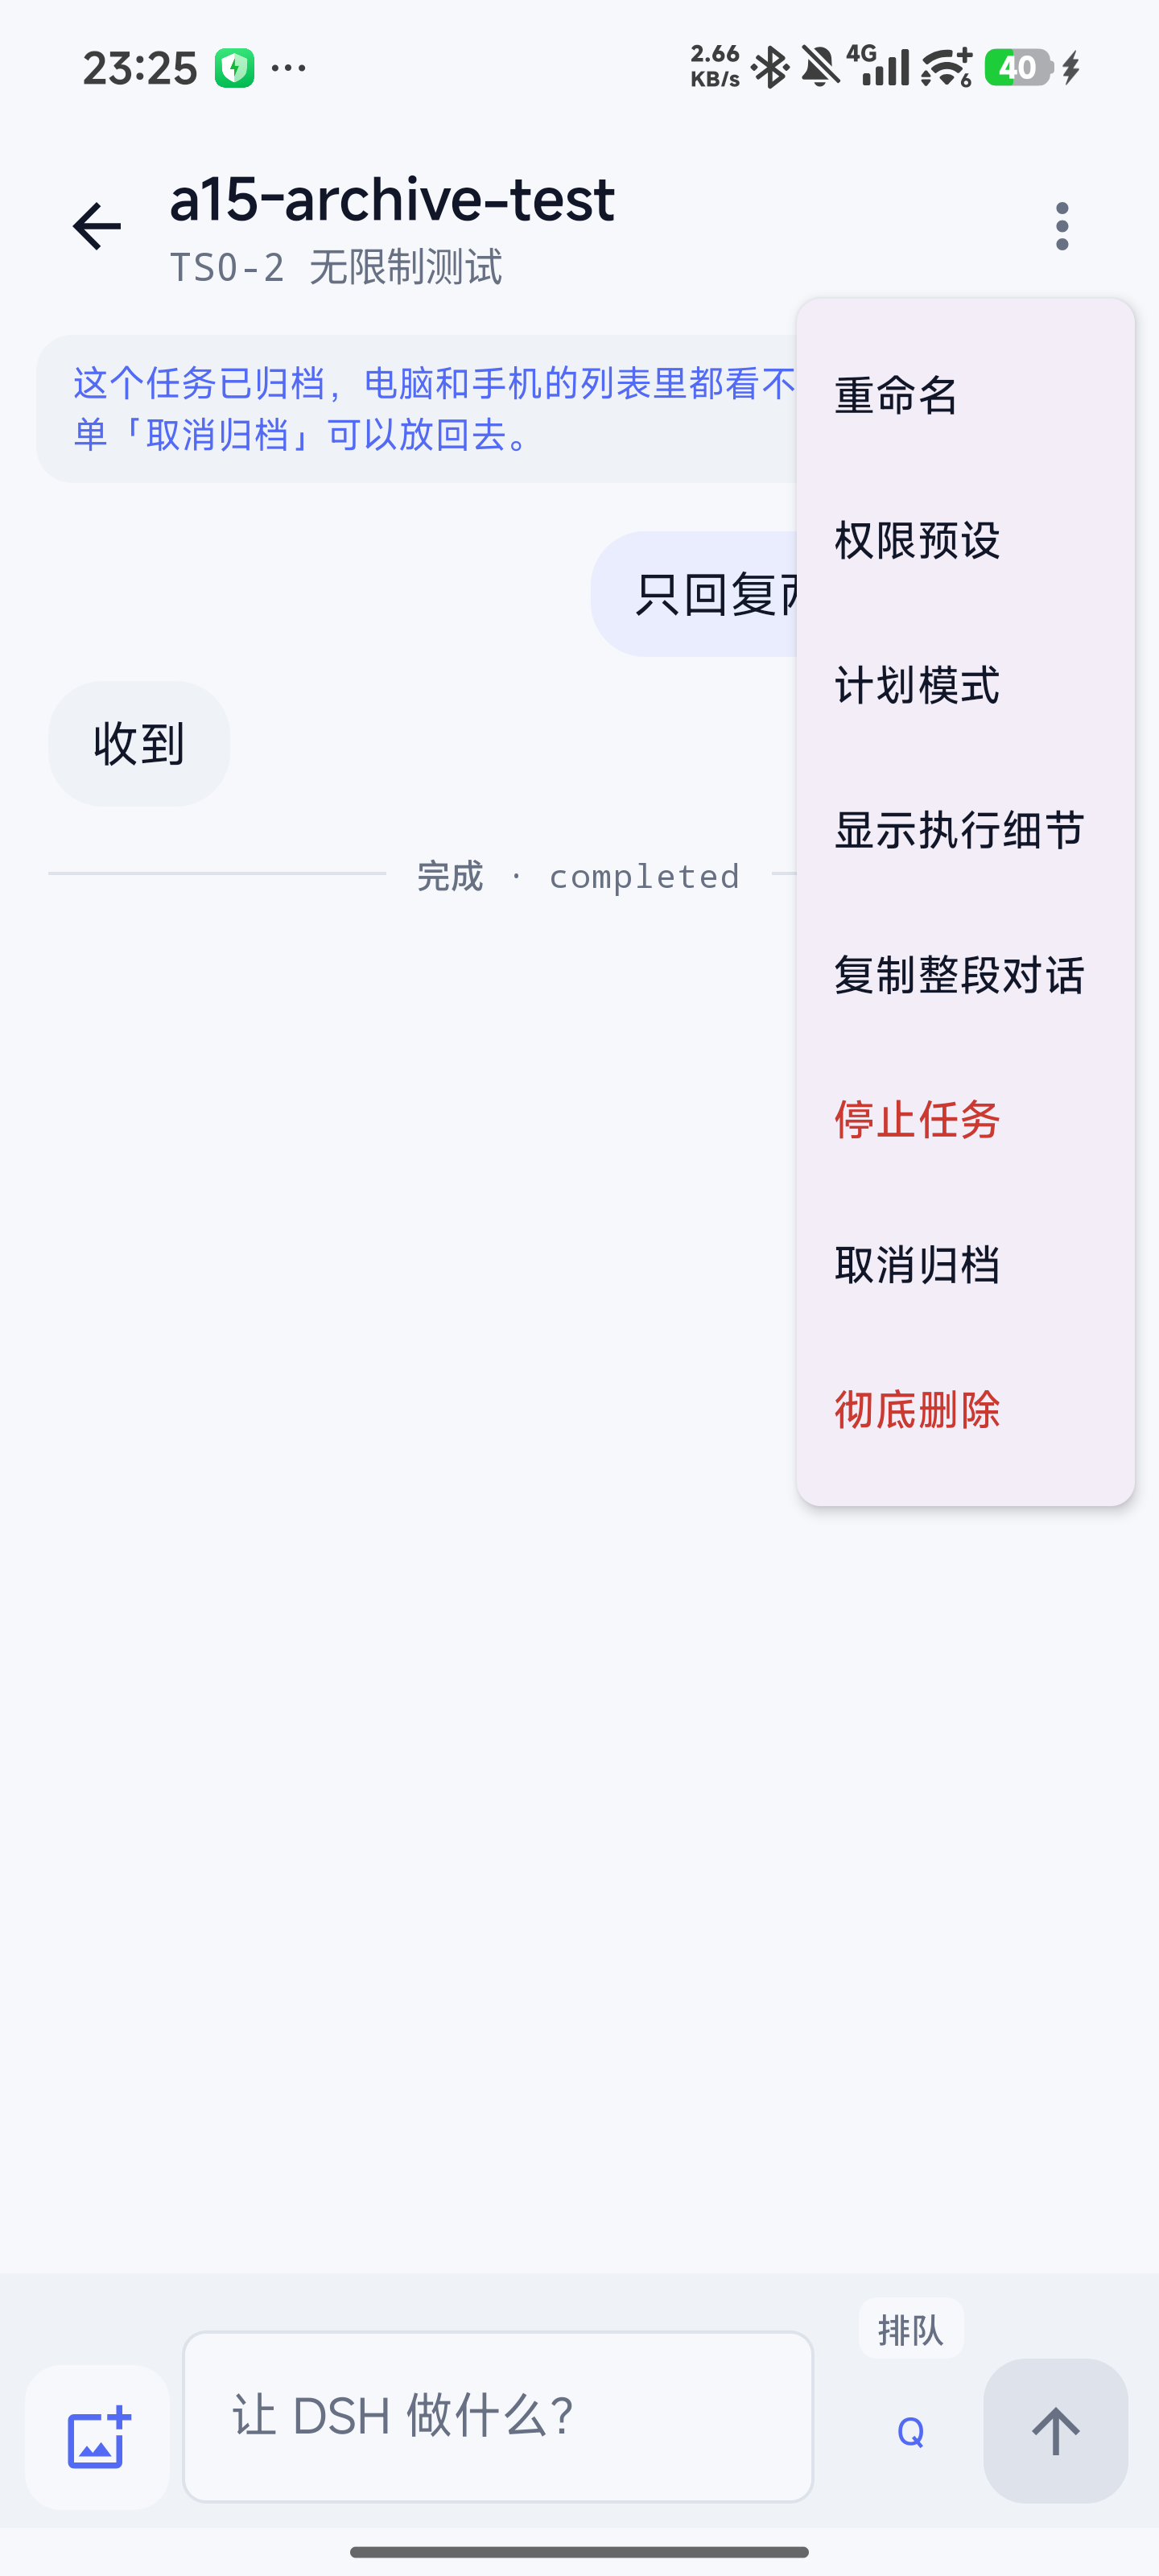 23:25
2.66
KB/s
4G
6
40
a15-archive-test
TSO-2 无限制测试
这个任务已归档，电脑和手机的列表里都看不
单「取消归档」可以放回去。
只回复
收到
完成 · completed
重命名
权限预设
计划模式
显示执行细节
复制整段对话
停止任务
取消归档
彻底删除
排队
让 DSH 做什么？
Q